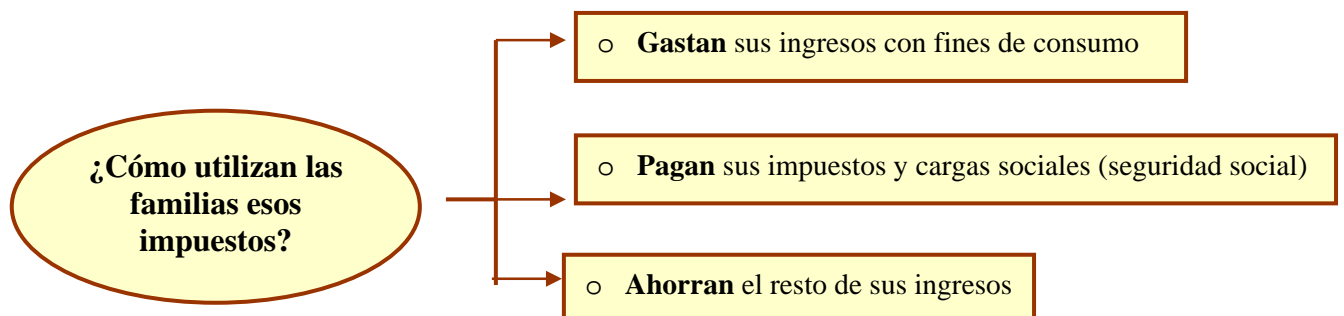 o Gastan sus ingresos con fines de consumo
¿Cómo utilizan las
familias esos
impuestos?
o Pagan sus impuestos y cargas sociales (seguridad social)
o Ahorran el resto de sus ingresos